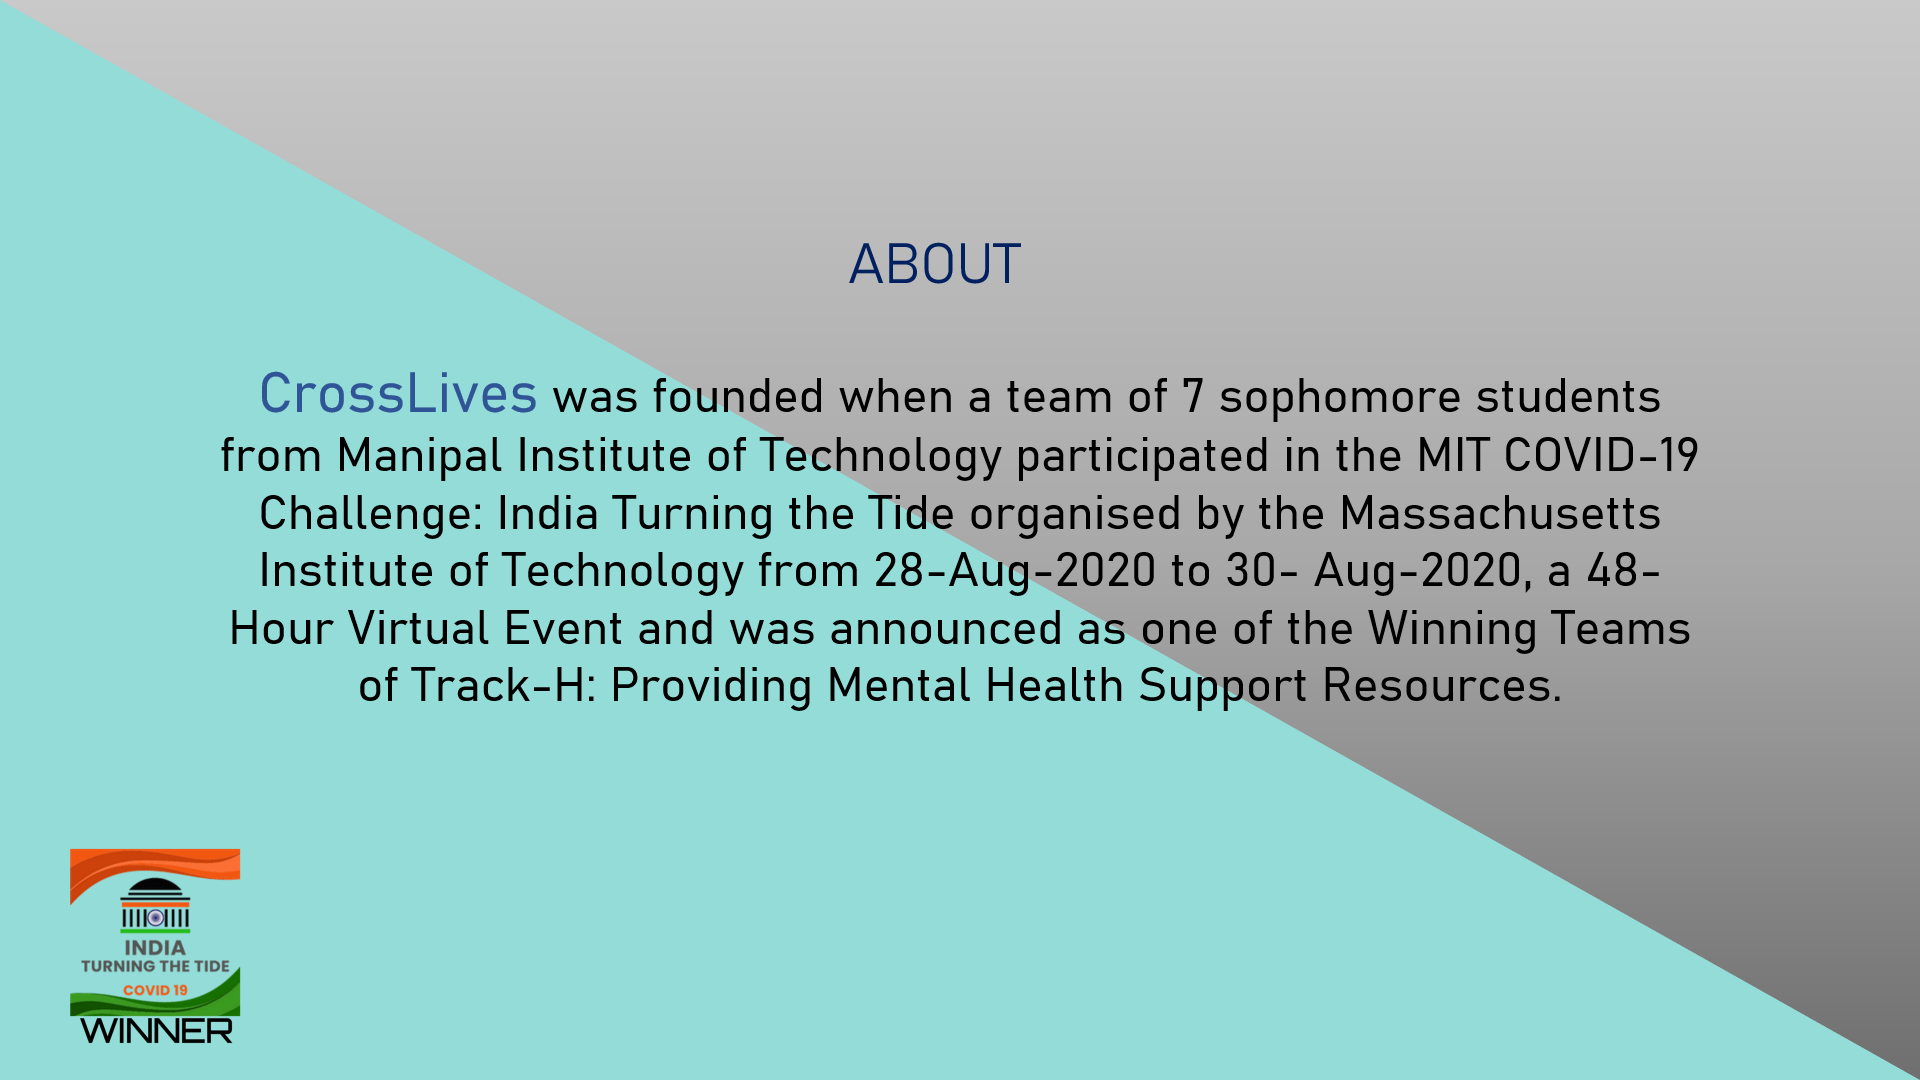 ABOUT
CrossLives was founded when a team of 7 sophomore students
from Manipal Institute of Technology participated in the MIT COVID-19
Challenge: India Turning the Tide organised by the Massachusetts
Institute of Technology from 28-Aug-2020 to 30- Aug-2020, a 48-
Hour Virtual Event and was announced as one of the Winning Teams
of Track-H: Providing Mental Health Support Resources.
INDIA
TURNING THE TIDE
COVID 19
WINNER